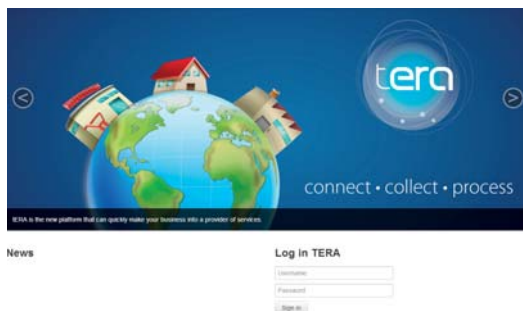 tera
<
>
connect • collect • process
tERA is the new platform that can quickly make your business into a provider of services.
News
Log in TERA
Username
Password
Sign in